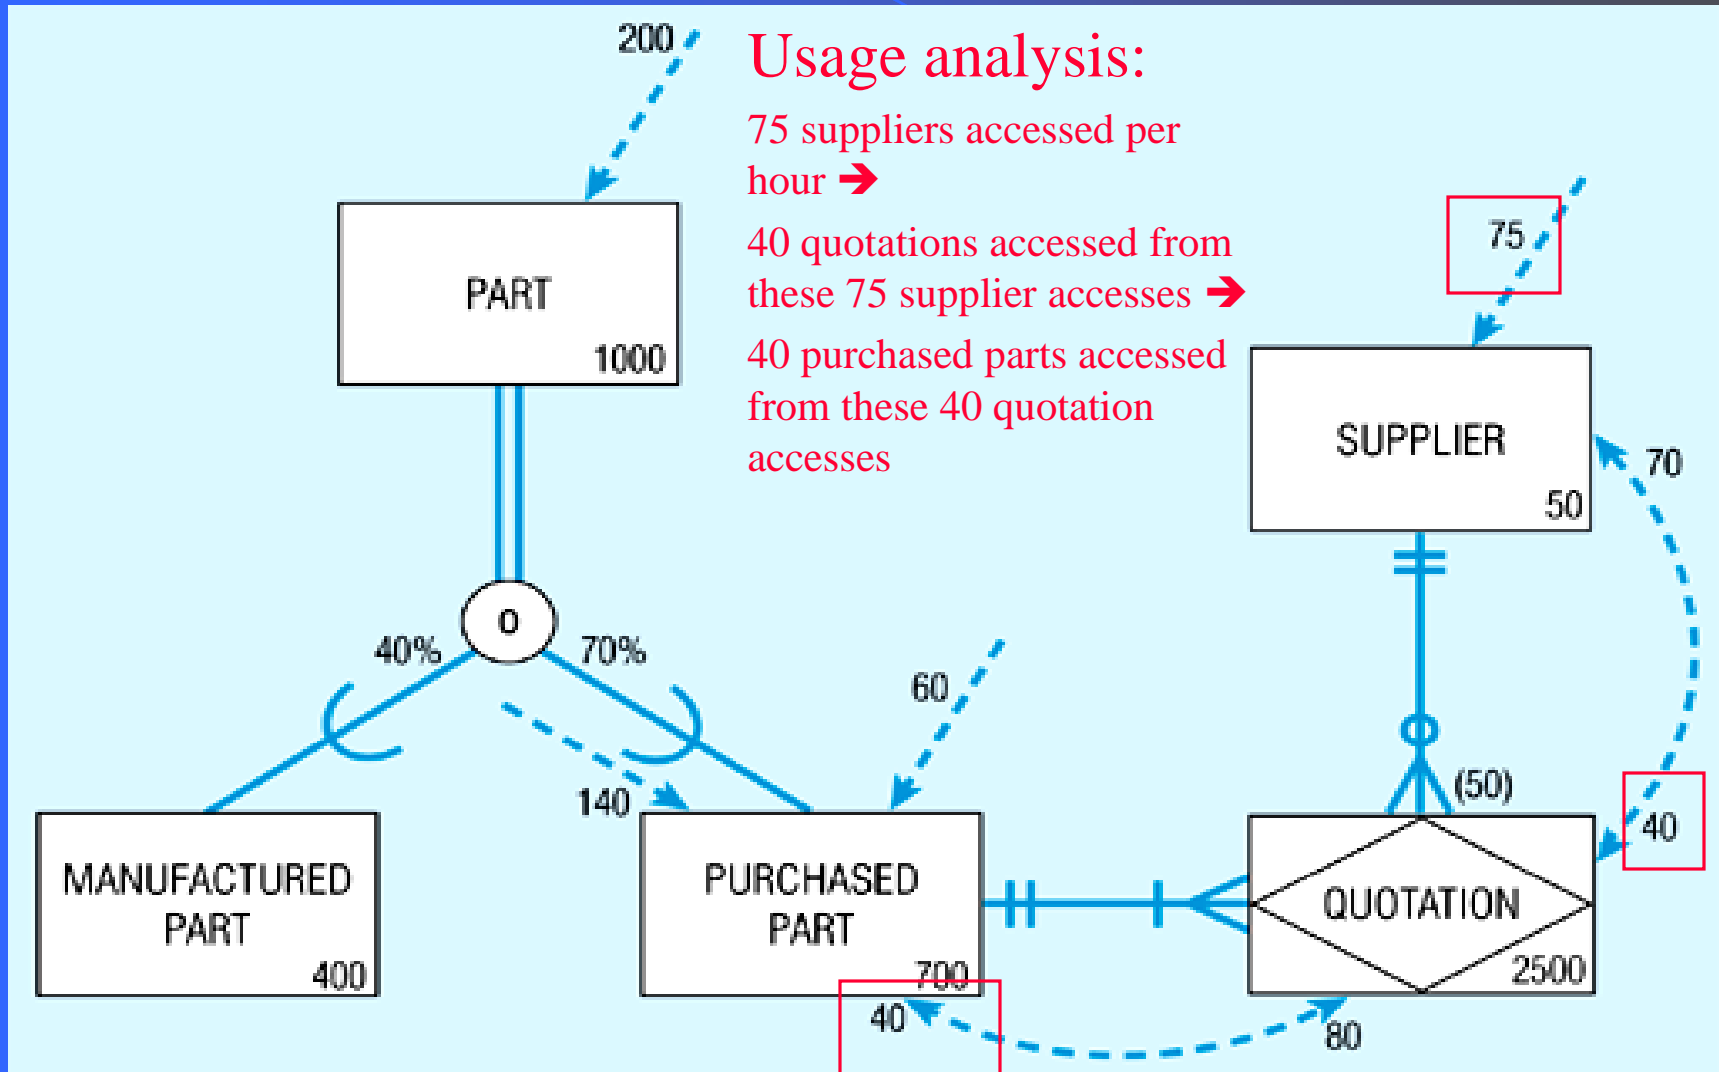 200
Usage analysis:
75 suppliers accessed per
hour ➔
40 quotations accessed from
these 75 supplier accesses ➔
40 purchased parts accessed
from these 40 quotation
accesses
75
PART
1000
SUPPLIER
50
70
O
40%
70%
60
140
(50)
40
MANUFACTURED
PART
400
PURCHASED
PART
700
QUOTATION
2500
40
80